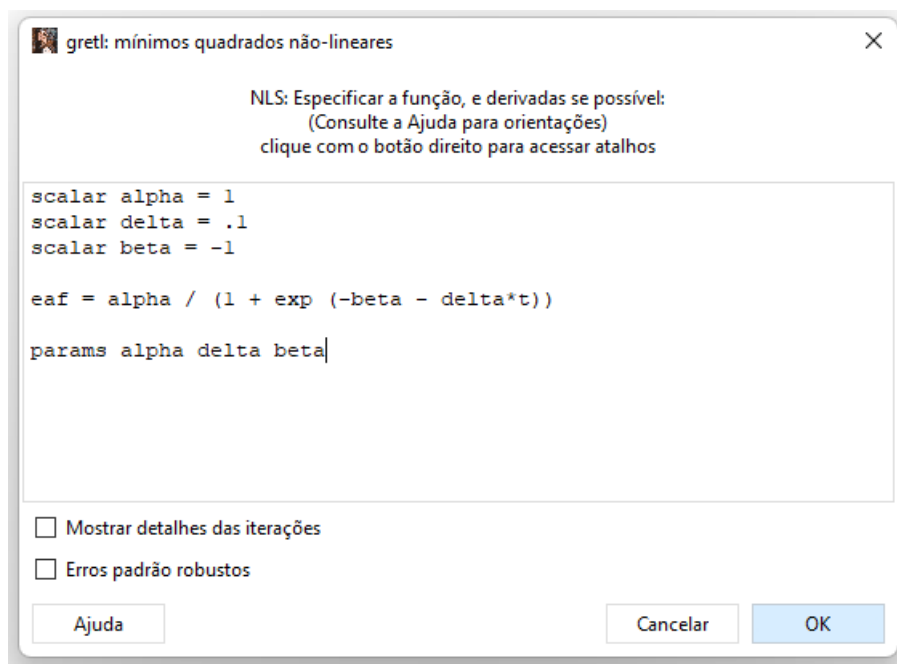 gretl: mínimos quadrados não-lineares
NLS: Especificar a função, e derivadas se possível:
(Consulte a Ajuda para orientações)
clique com o botão direito para acessar atalhos
scalar alpha = 1
scalar delta = .1
scalar beta = -1
eaf = alpha / (1 + exp (-beta - delta*t))
params alpha delta beta
Mostrar detalhes das iterações
Erros padrão robustos
Ajuda
Cancelar
OK